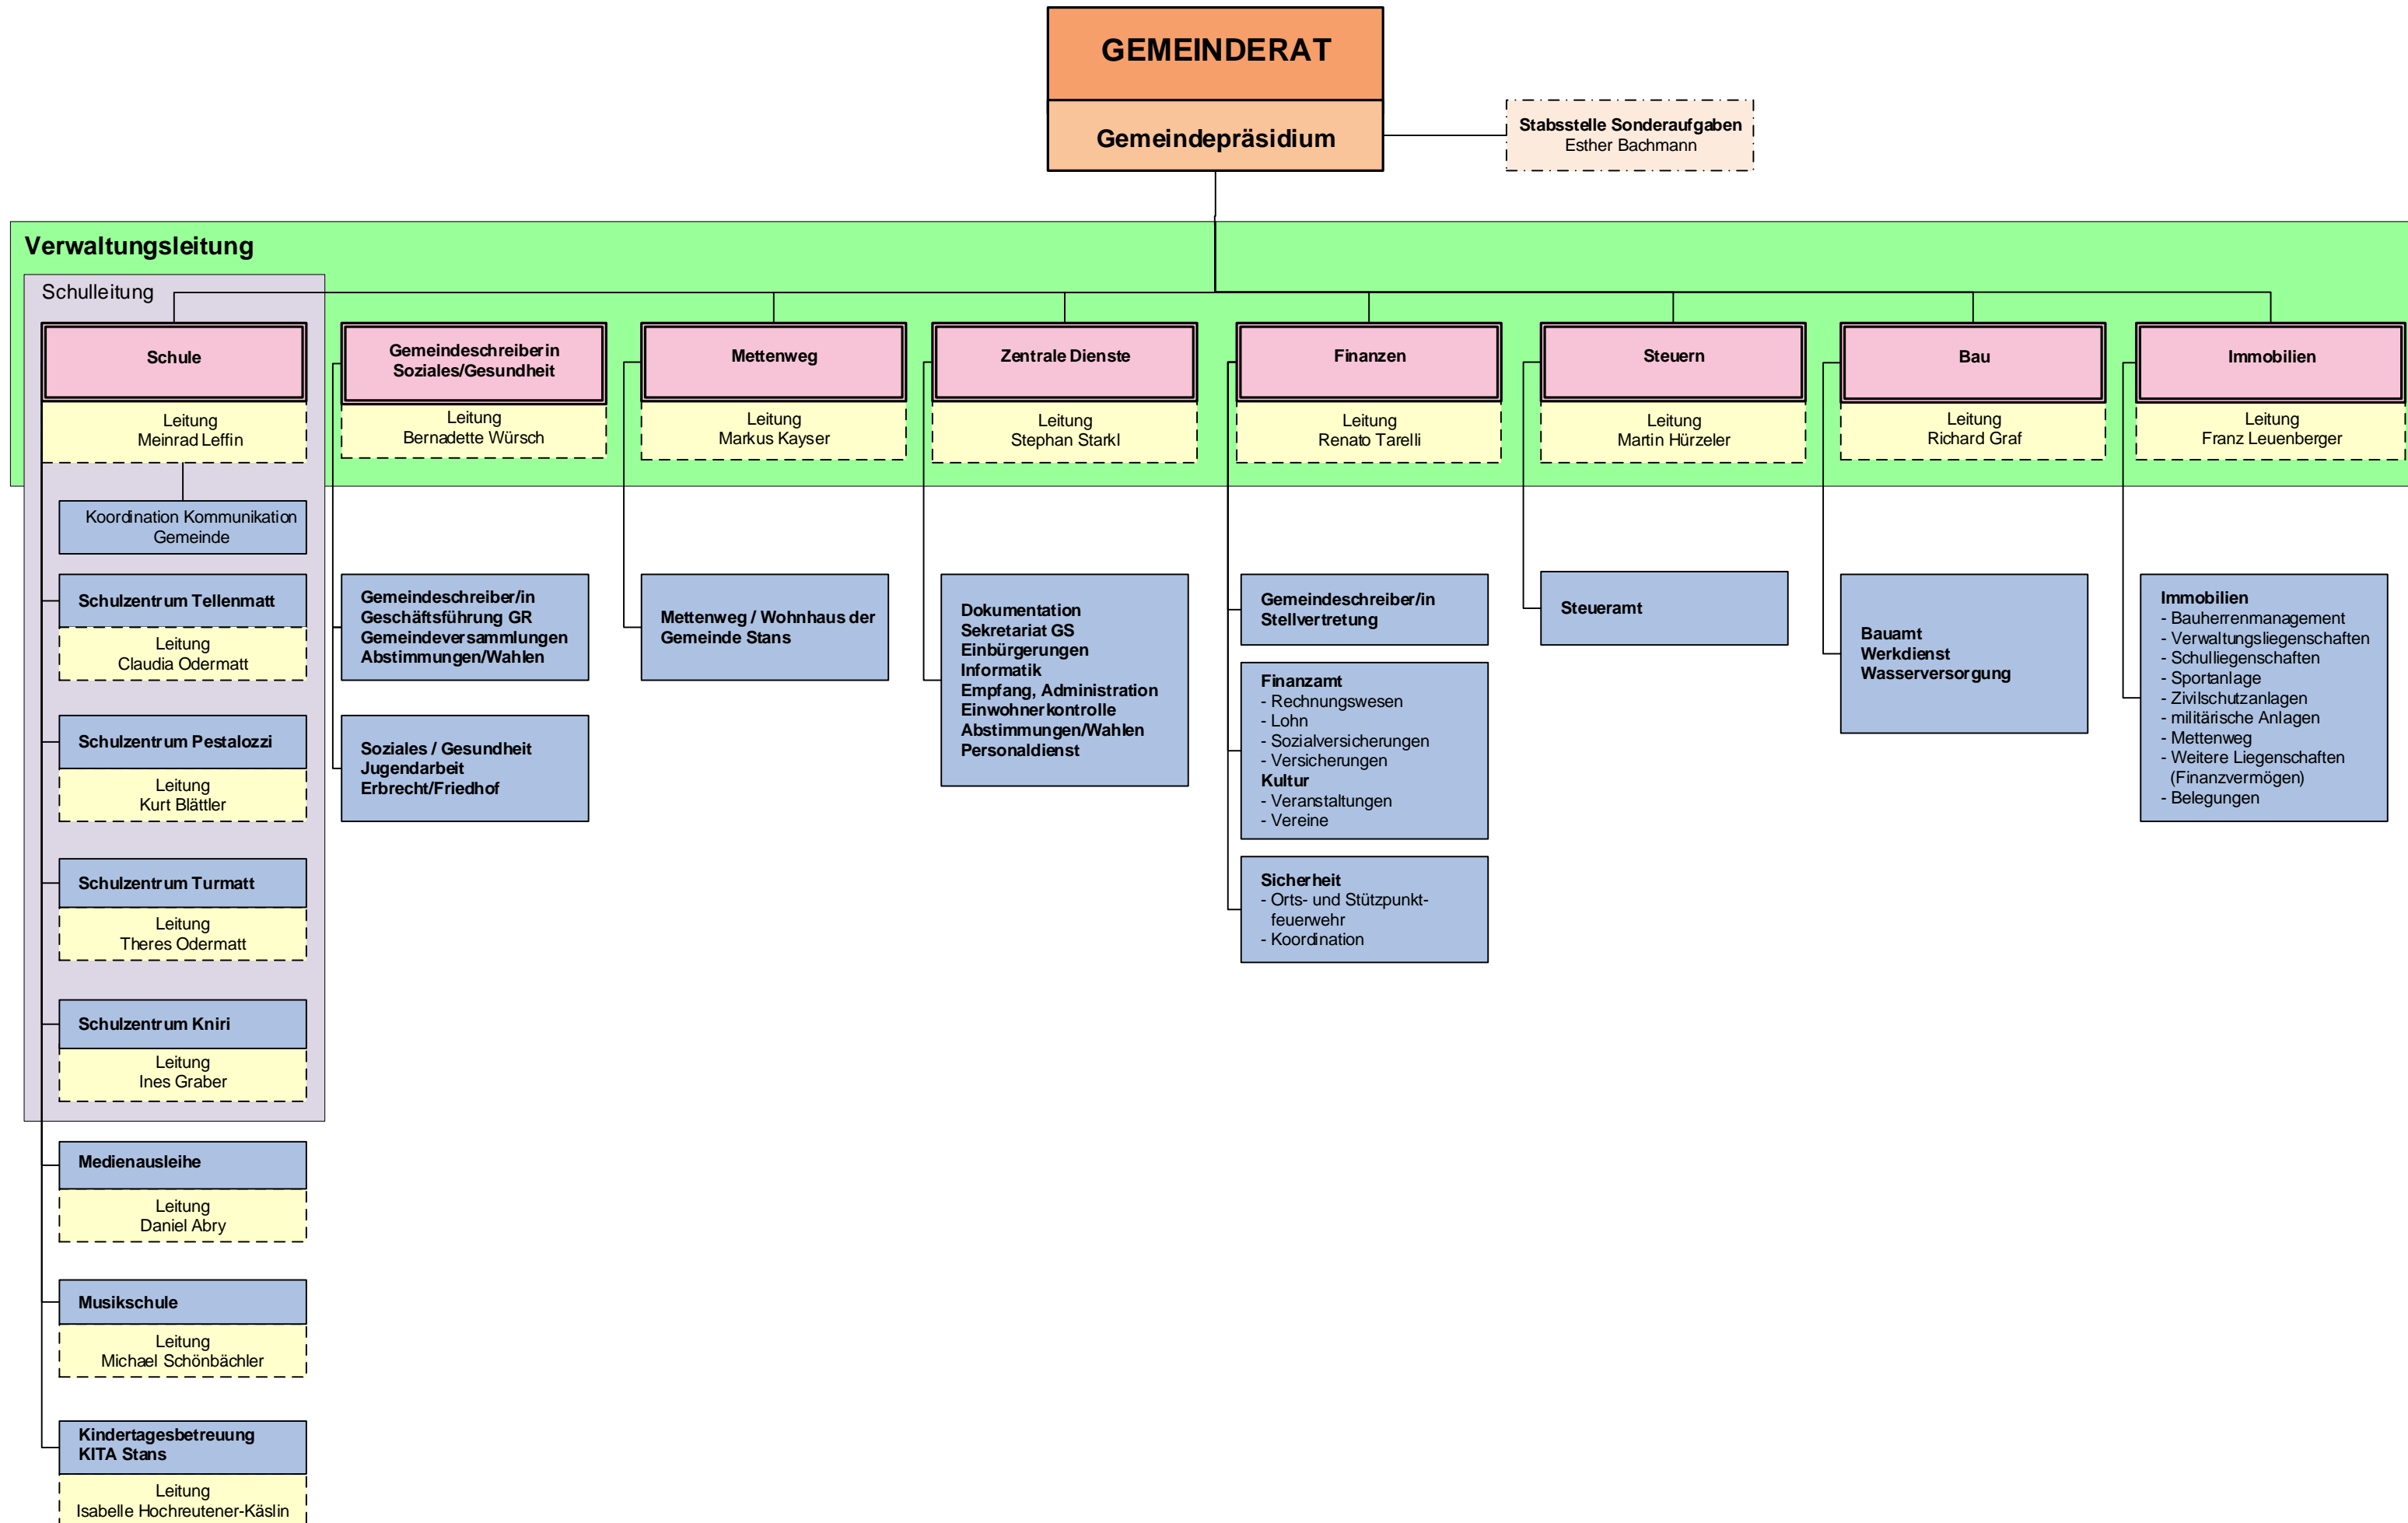 GEMEINDERAT
Gemeindepräsidium
Stabsstelle Sonderaufgaben
Esther Bachmann
Verwaltungsleitung
Schulleitung
Schule
Leitung
Meinrad Leffin
Koordination Kommunikation
Gemeinde
Schulzentrum Tellenmatt
Leitung
Claudia Odermatt
Schulzentrum Pestalozzi
Leitung
Kurt Blättler
Schulzentrum Turmatt
Leitung
Theres Odermatt
Schulzentrum Kniri
Leitung
Ines Graber
Medienausleihe
Leitung
Daniel Abry
Musikschule
Leitung
Michael Schönbächler
Kindertagesbetreuung
KITA Stans
Leitung
Isabelle Hochreutener-Käslin
Gemeindeschreiberin
Soziales/Gesundheit
Leitung
Bernadette Würsch
Gemeindeschreiber/in
Geschäftsführung GR
Gemeindeversammlungen
Abstimmungen/Wahlen
Soziales / Gesundheit
Jugendarbeit
Erbrecht/Friedhof
Mettenweg
Leitung
Markus Kayser
Mettenweg / Wohnhaus der
Gemeinde Stans
Zentrale Dienste
Leitung
Stephan Starkl
Dokumentation
Sekretariat GS
Einbürgerungen
Informatik
Empfang, Administration
Einwohnerkontrolle
Abstimmungen/Wahlen
Personaldienst
Finanzen
Leitung
Renato Tarelli
Gemeindeschreiber/in
Stellvertretung
Finanzamt
- Rechnungswesen
- Lohn
- Sozialversicherungen
- Versicherungen
Kultur
- Veranstaltungen
- Vereine
Sicherheit
- Orts- und Stützpunkt-
feuerwehr
- Koordination
Steuern
Leitung
Martin Hürzeler
Steueramt
Bau
Leitung
Richard Graf
Bauamt
Werkdienst
Wasserversorgung
Immobilien
Leitung
Franz Leuenberger
Immobilien
- Bauherrenmanagement
- Verwaltungsliegenschaften
- Schulliegenschaften
- Sportanlage
- Zivilschutzanlagen
- militärische Anlagen
- Mettenweg
- Weitere Liegenschaften
(Finanzvermögen)
- Belegungen